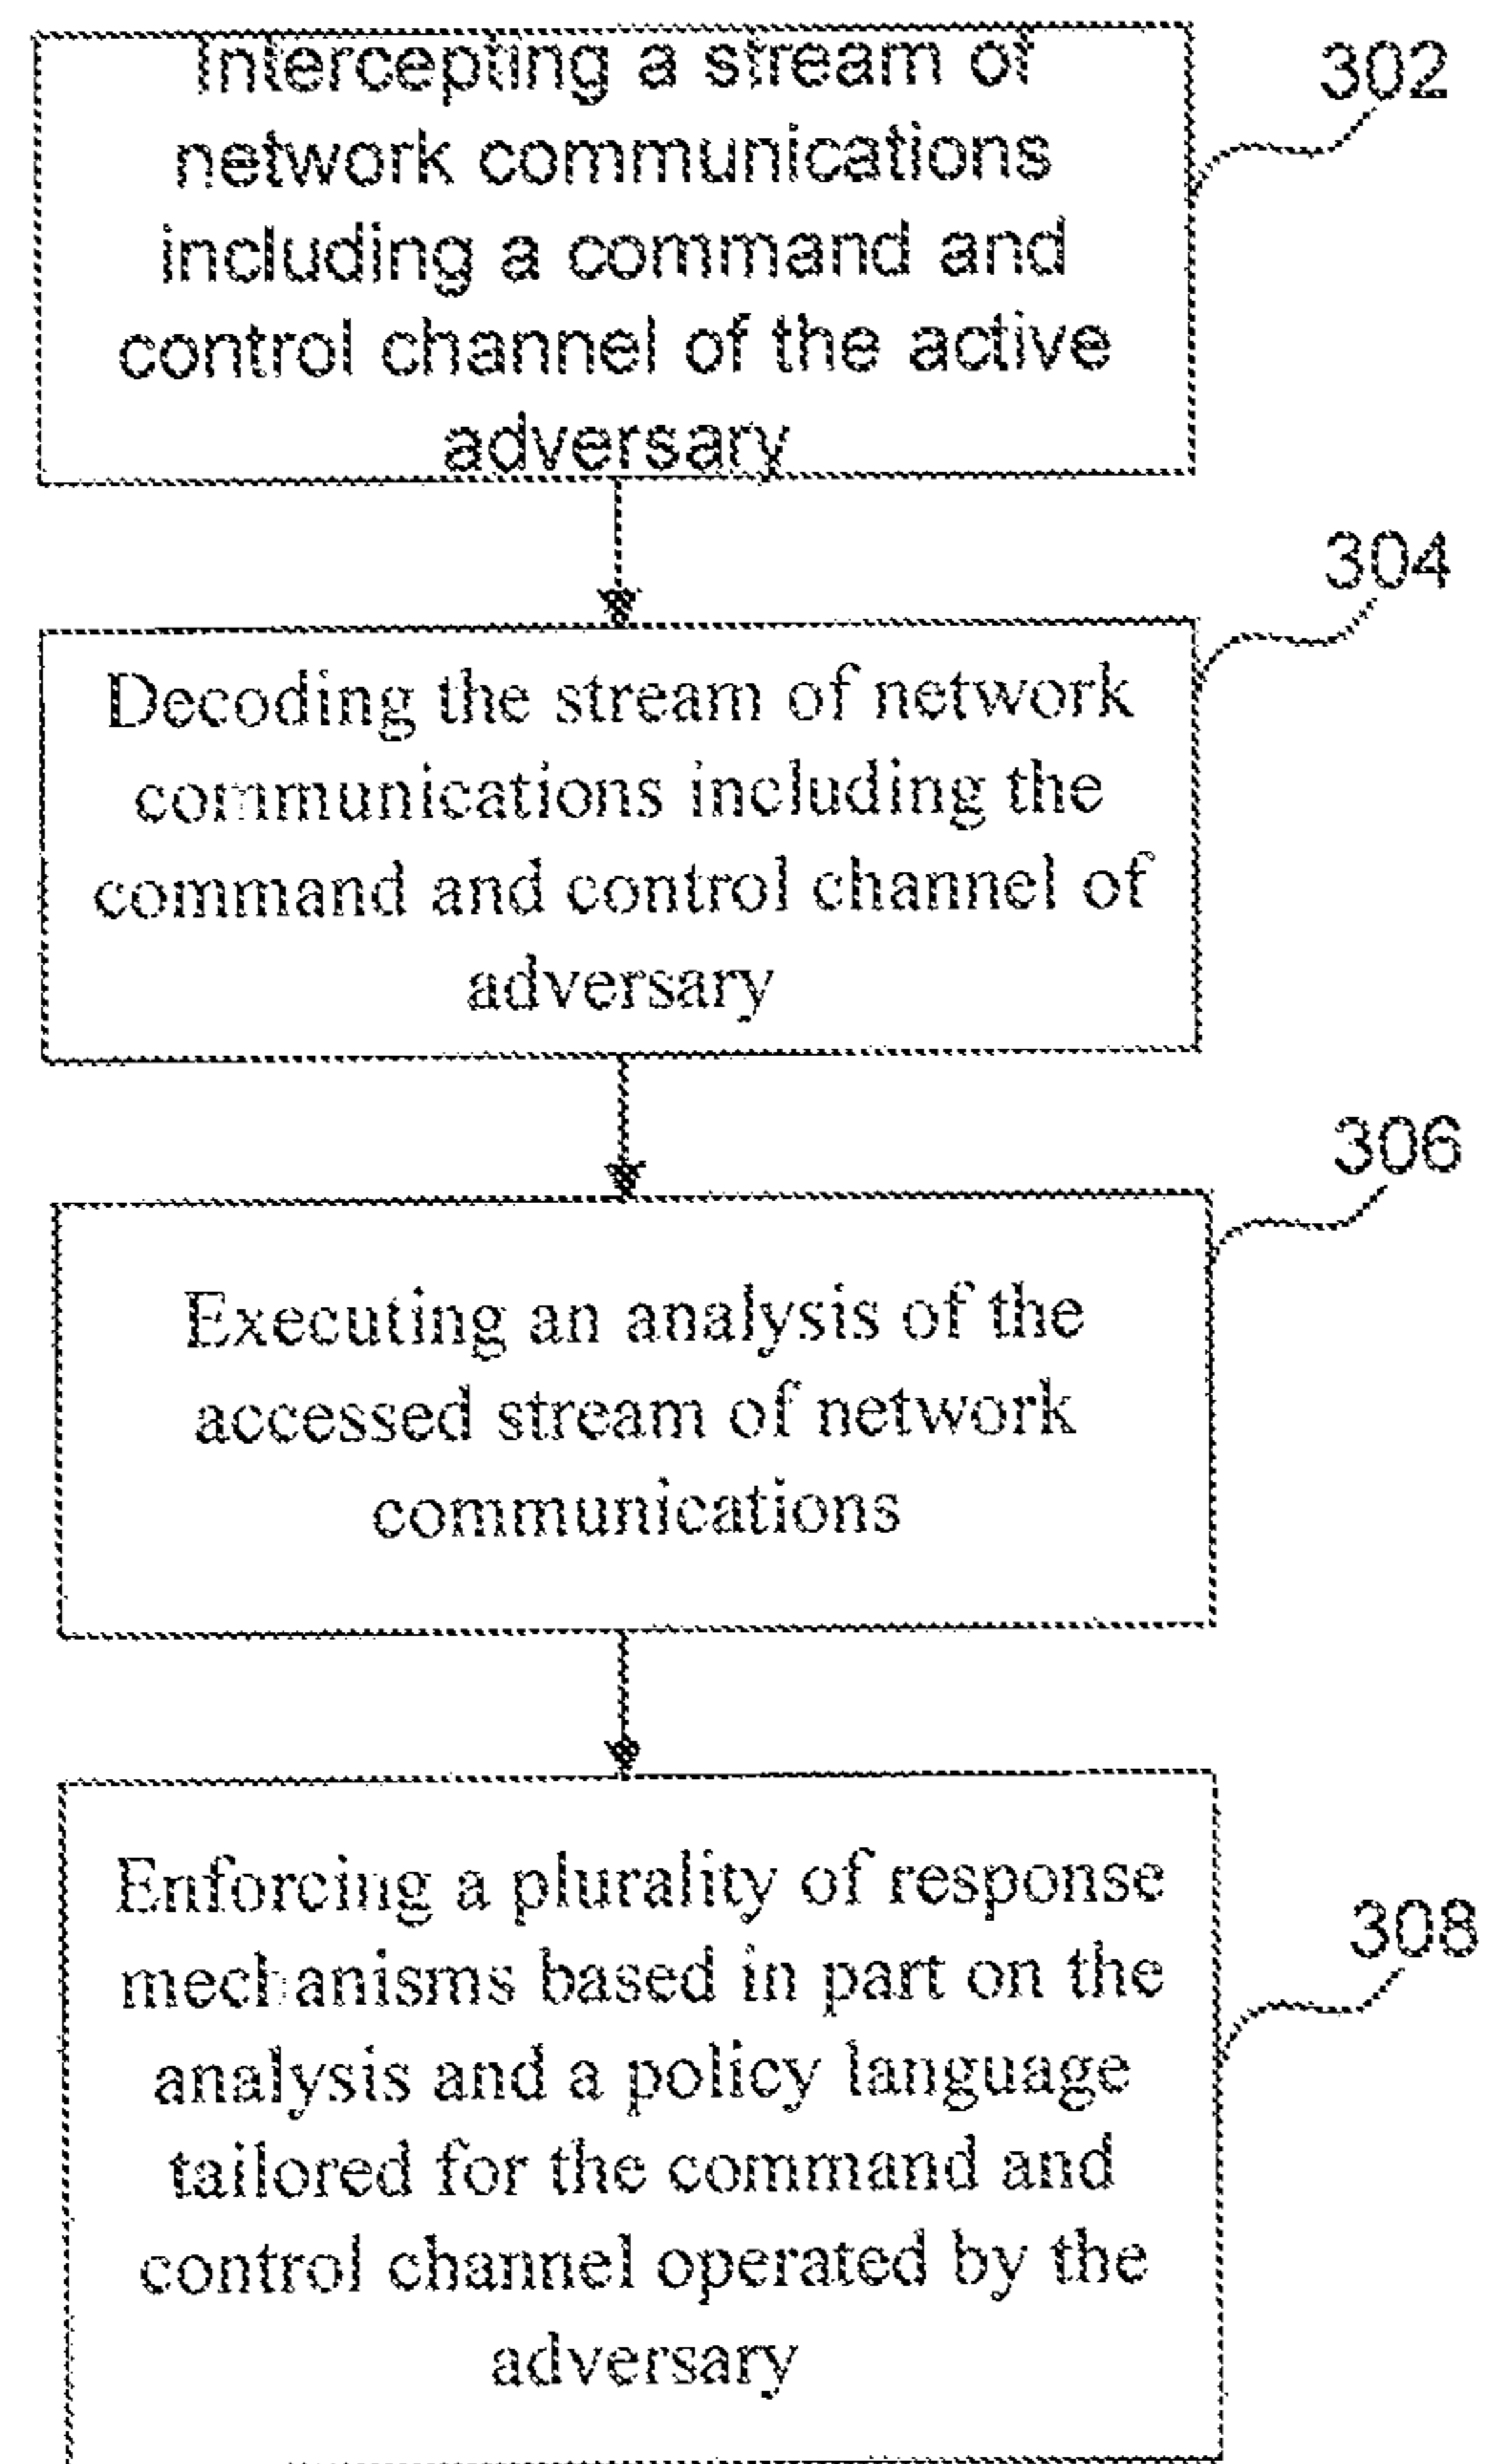 Intercepting a stream of
network communications
including a command and
control channel of the active
adversary
302
Decoding the stream of network
communications including the
command and control channel of
adversary
304
Executing an analysis of the
accessed stream of network
communications
306
Enforcing a plurality of response
mechanisms based in part on the
analysis and a policy language
tailored for the command and
control channel operated by the
adversary
308